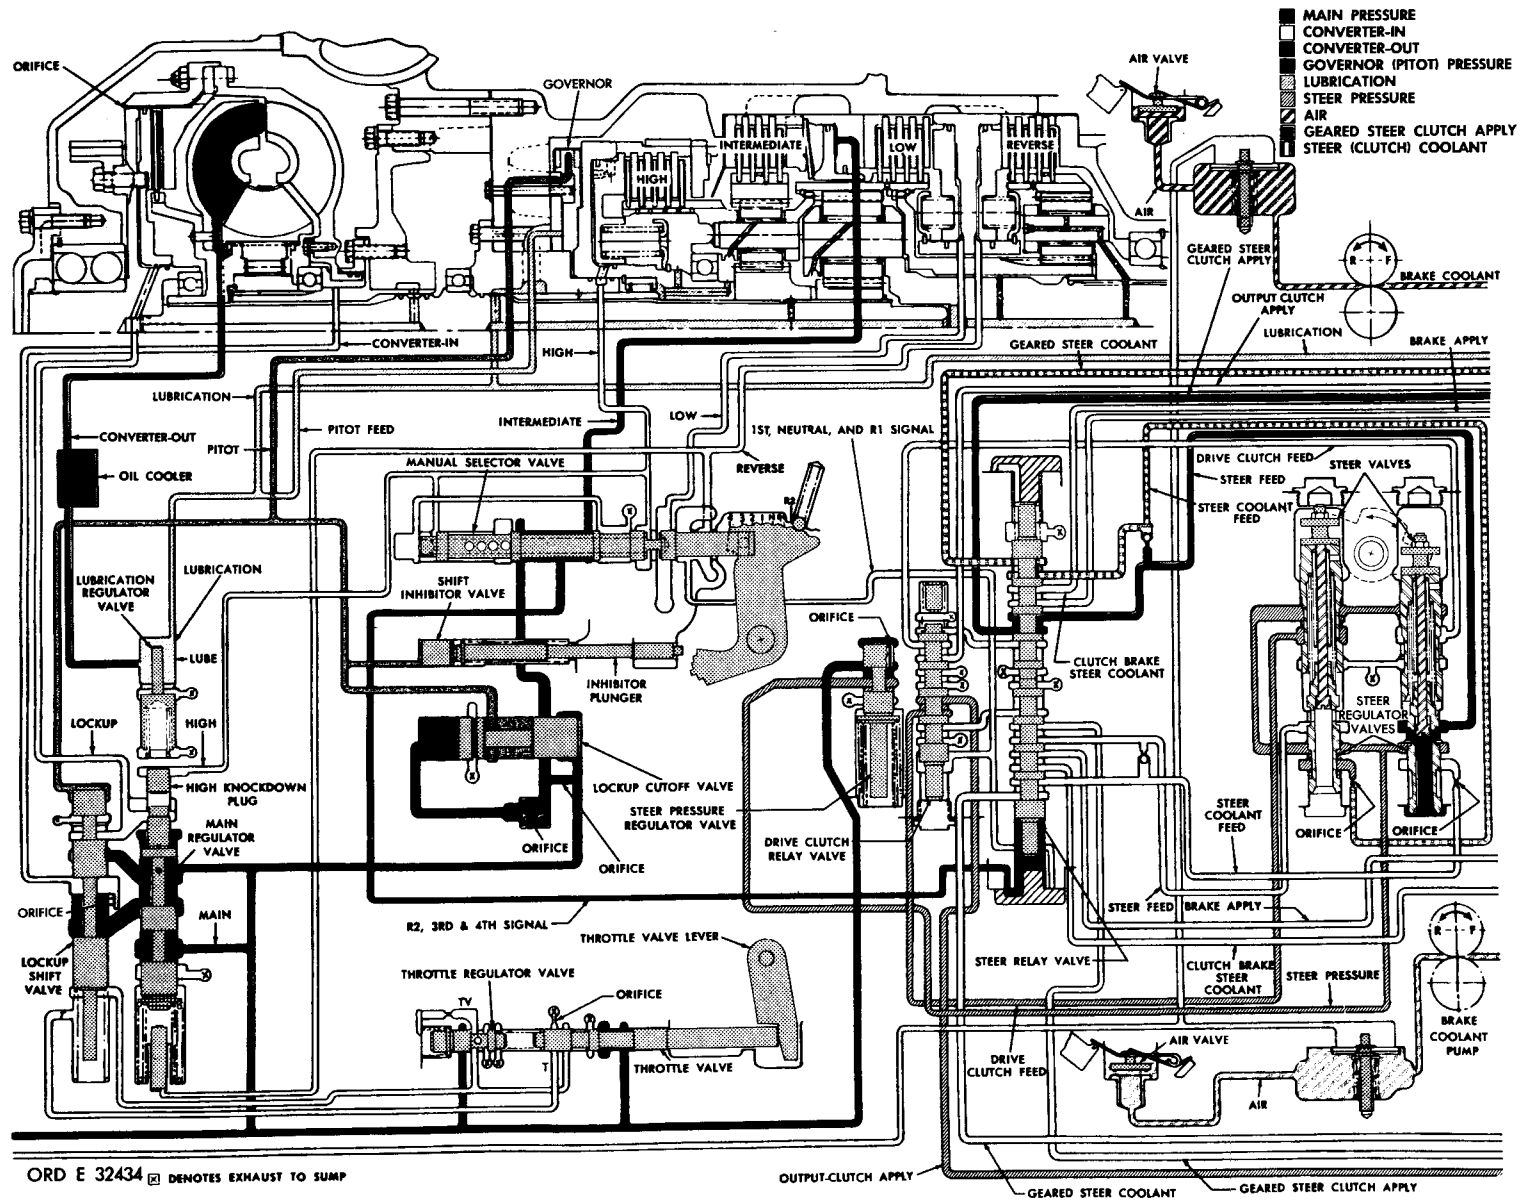 MAIN PRESSURE
CONVERTER-IN
CONVERTER-OUT
GOVERNOR (PITOT) PRESSURE
LUBRICATION
STEER PRESSURE
AIR
GEARED STEER CLUTCH APPLY
STEER (CLUTCH) COOLANT
ORIFICE
GOVERNOR
AIR VALVE
INTERMEDIATE
LOW
REVERSE
HIGH
AIR
GEARED STEER
CLUTCH APPLY
R F
BRAKE COOLANT
OUTPUT CLUTCH
APPLY
LUBRICATION
CONVERTER-IN
HIGH
GEARED STEER COOLANT
BRAKE APPLY
LUBRICATION
INTERMEDIATE
LOW
CONVERTER-OUT
PITOT
PITOT FEED
1ST, NEUTRAL, AND R1 SIGNAL
MANUAL SELECTOR VALVE
REVERSE
DRIVE CLUTCH FEED
STEER VALVES
OIL COOLER
STEER FEED
STEER COOLANT
FEED
R2
4 3 2 1 N R1
LUBRICATION
REGULATOR
VALVE
LUBRICATION
SHIFT
INHIBITOR VALVE
ORIFICE
LUBE
INHIBITOR
PLUNGER
CLUTCH BRAKE
STEER COOLANT
LOCKUP
HIGH
STEER
REGULATOR
VALVES
HIGH KNOCKDOWN
PLUG
LOCKUP CUTOFF VALVE
STEER PRESSURE
REGULATOR VALVE
STEER
COOLANT
FEED
MAIN
REGULATOR
VALVE
ORIFICE
ORIFICE
DRIVE CLUTCH
RELAY VALVE
ORIFICE
ORIFICE
ORIFICE
MAIN
R2, 3RD & 4TH SIGNAL
STEER FEED
BRAKE APPLY
THROTTLE VALVE LEVER
R F
LOCKUP
SHIFT
VALVE
STEER RELAY VALVE
CLUTCH BRAKE
STEER
COOLANT
STEER PRESSURE
THROTTLE REGULATOR VALVE
ORIFICE
TV
BRAKE
COOLANT
PUMP
T
THROTTLE VALVE
DRIVE
CLUTCH FEED
AIR VALVE
AIR
ORD E 32434
X DENOTES EXHAUST TO SUMP
OUTPUT-CLUTCH APPLY
GEARED STEER COOLANT
GEARED STEER CLUTCH APPLY